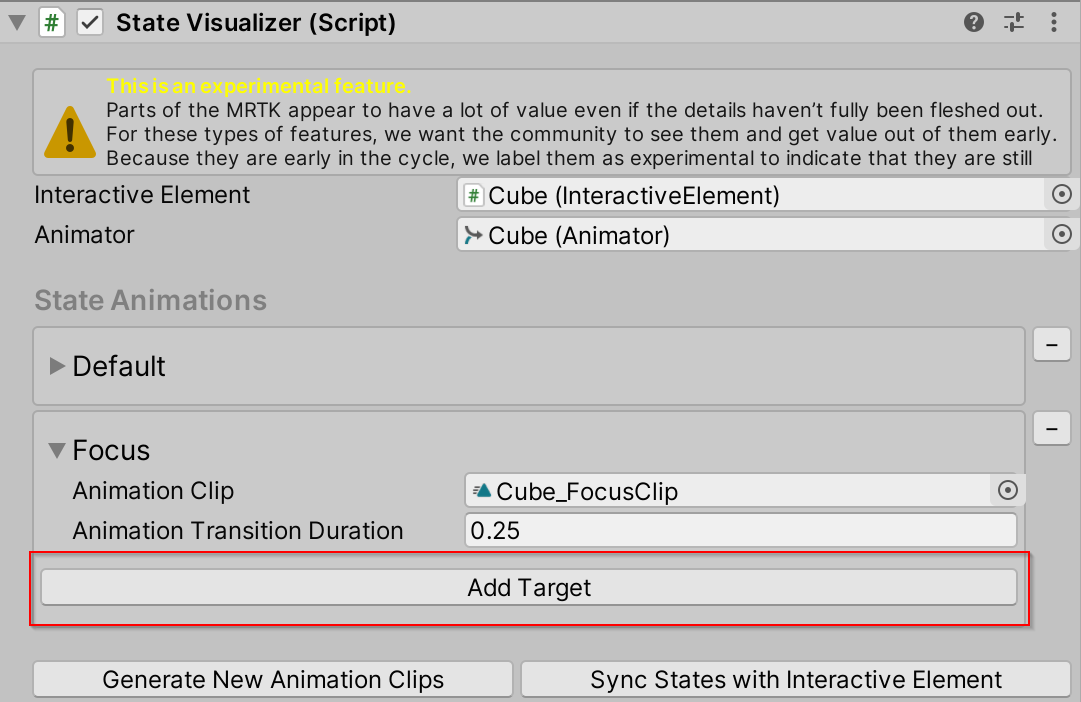 # State Visualizer (Script)
This is an experimental feature.
Parts of the MRTK appear to have a lot of value even if the details haven’t fully been fleshed out.
For these types of features, we want the community to see them and get value out of them early.
Because they are early in the cycle, we label them as experimental to indicate that they are still
Interactive Element # Cube (InteractiveElement)
Animator Cube (Animator)
State Animations
Default
Focus
Animation Clip Cube_FocusClip
Animation Transition Duration 0.25
Add Target
Generate New Animation Clips Sync States with Interactive Element